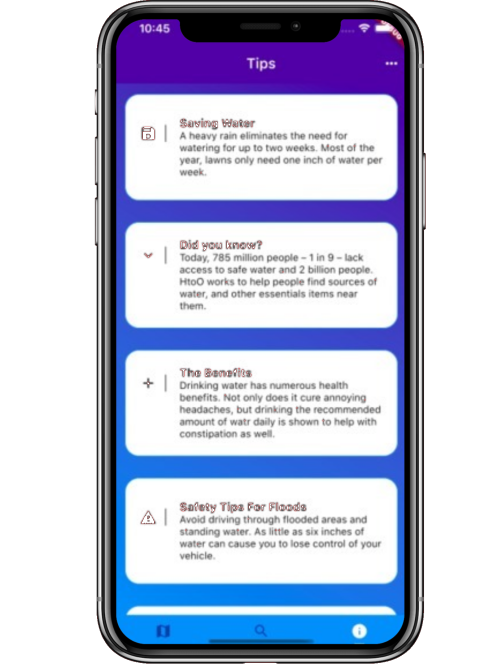 10:45
Tips
Saving Water
A heavy rain eliminates the need for
watering for up to two weeks. Most of the
year, lawns only need one inch of water per
week.
Did you know?
Today, 785 million people – 1 in 9 – lack
access to safe water and 2 billion people.
HtoO works to help people find sources of
water, and other essentials items near
them.
The Benefits
Drinking water has numerous health
benefits. Not only does it cure annoying
headaches, but drinking the recommended
amount of watr daily is shown to help with
constipation as well.
Safety Tips For Floods
Avoid driving through flooded areas and
standing water. As little as six inches of
water can cause you to lose control of your
vehicle.